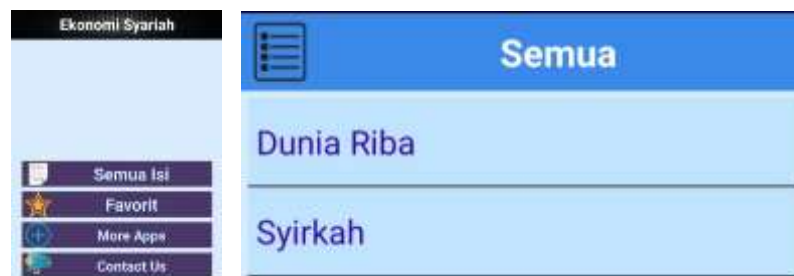 Ekonomi Syariah
Semua Isi
Favorit
More Apps
Contact Us
Semua
Dunia Riba
Syirkah